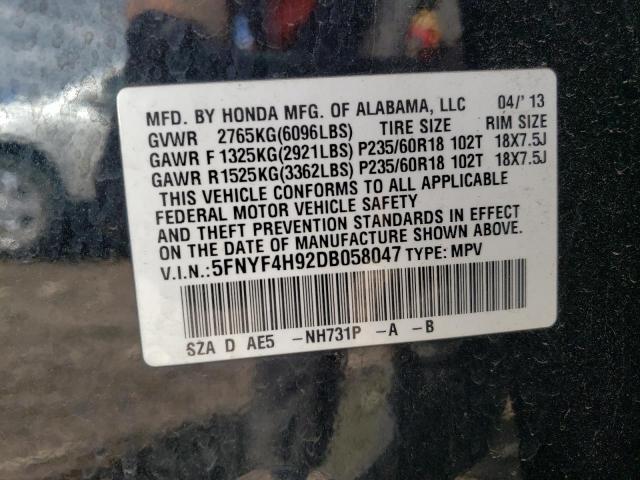 MFD. BY HONDA MFG. OF ALABAMA, LLC 04/'13
GVWR 2765KG(6096LBS) TIRE SIZE RIM SIZE
GAWR F 1325KG(2921LBS) P235/60R18 102T 18X7.5J
GAWR R 1525KG(3362LBS) P235/60R18 102T 18X7.5J
THIS VEHICLE CONFORMS TO ALL APPLICABLE
FEDERAL MOTOR VEHICLE SAFETY
AND THEFT PREVENTION STANDARDS IN EFFECT
ON THE DATE OF MANUFACTURE SHOWN ABOVE.
V.I.N.:5FNYF4H92DB058047 TYPE: MPV
SZA D AE5 -NH731P -A -B